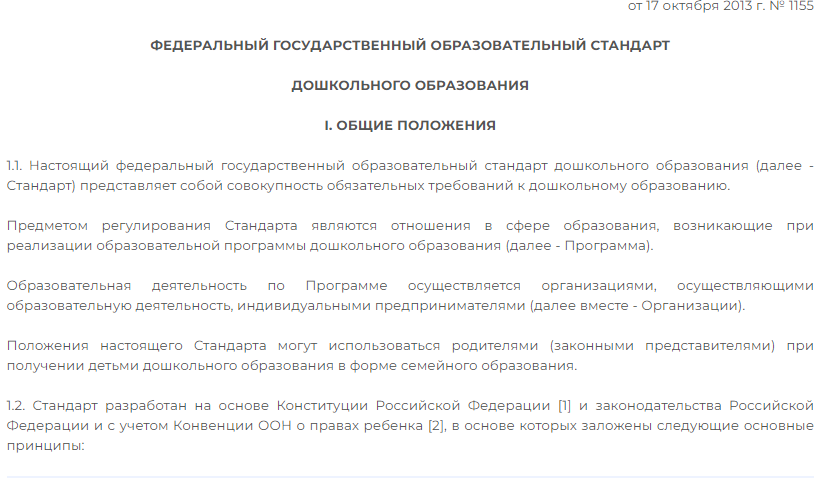 от 17 октября 2013 г. № 1155
ФЕДЕРАЛЬНЫЙ ГОСУДАРСТВЕННЫЙ ОБРАЗОВАТЕЛЬНЫЙ СТАНДАРТ
ДОШКОЛЬНОГО ОБРАЗОВАНИЯ
I. ОБЩИЕ ПОЛОЖЕНИЯ
1.1. Настоящий федеральный государственный образовательный стандарт дошкольного образования (далее -
Стандарт) представляет собой совокупность обязательных требований к дошкольному образованию.
Предметом регулирования Стандарта являются отношения в сфере образования, возникающие при
реализации образовательной программы дошкольного образования (далее - Программа).
Образовательная деятельность по Программе осуществляется организациями, осуществляющими
образовательную деятельность, индивидуальными предпринимателями (далее вместе - Организации).
Положения настоящего Стандарта могут использоваться родителями (законными представителями) при
получении детьми дошкольного образования в форме семейного образования.
1.2. Стандарт разработан на основе Конституции Российской Федерации [1] и законодательства Российской
Федерации и с учетом Конвенции ООН о правах ребенка [2], в основе которых заложены следующие основные
принципы: